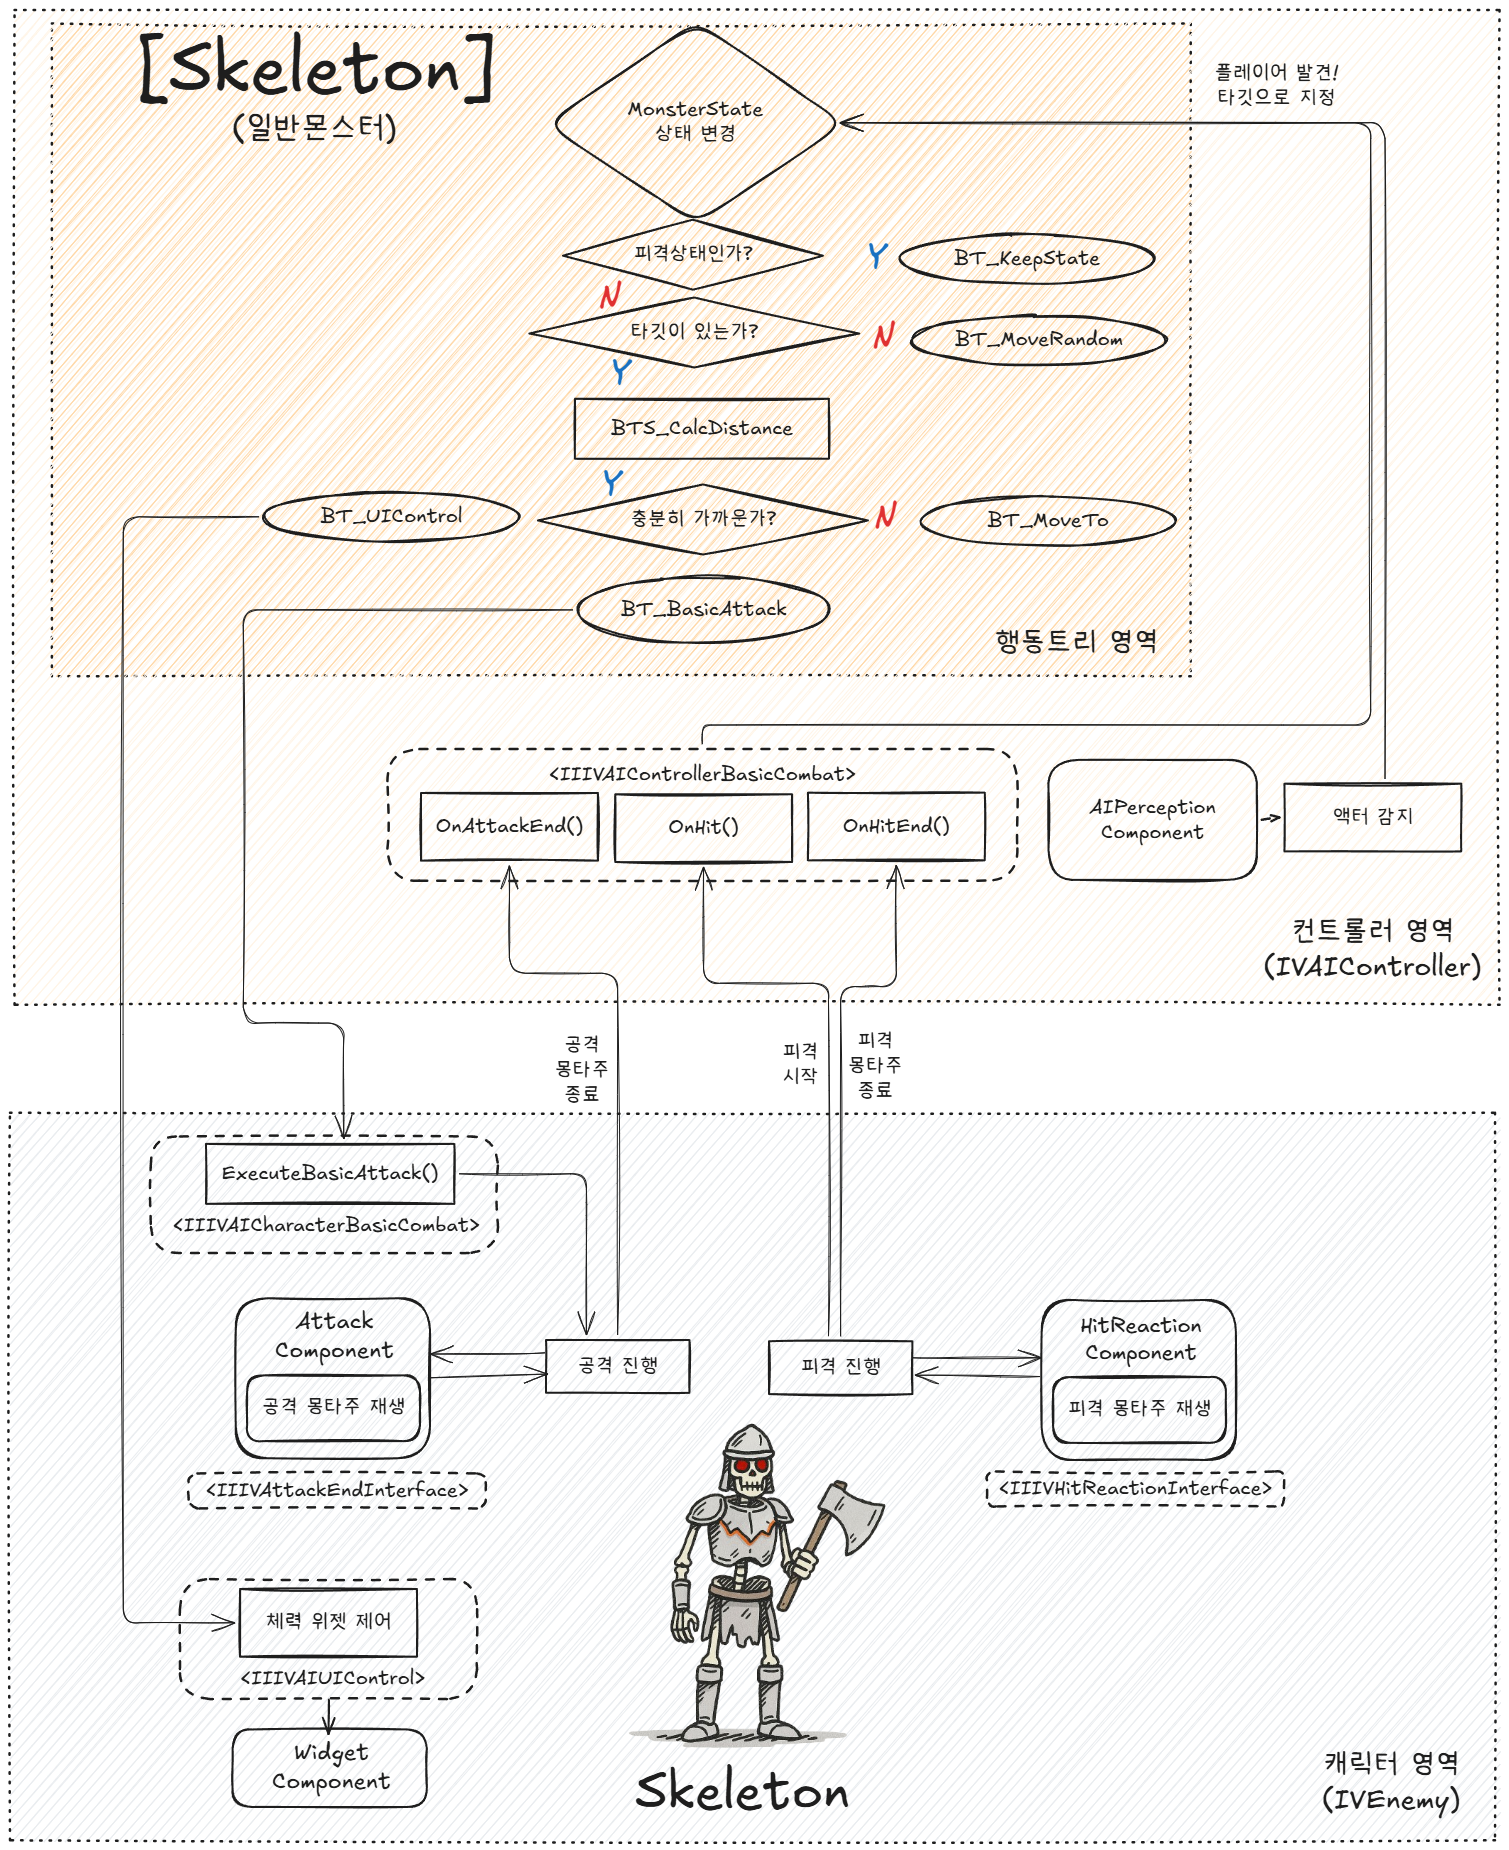 [Skeleton]
(일반몬스터)
MonsterState
상태 변경
플레이어 발견!
타깃으로 지정
피격상태인가?
Y
BT_KeepState
N
타깃이 있는가?
N
BT_MoveRandom
Y
BTS_CalcDistance
Y
BT_UIControl
충분히 가까운가?
N
BT_MoveTo
BT_BasicAttack
행동트리 영역
<IIIVAIControllerBasicCombat>
OnAttackEnd()
OnHit()
OnHitEnd()
AIPerception
Component
액터 감지
컨트롤러 영역
(IVAIController)
공격
몽타주
종료
피격
시작
피격
몽타주
종료
ExecuteBasicAttack()
<IIIVAICharacterBasicCombat>
Attack
Component
공격 몽타주 재생
<IIIVAttackEndInterface>
공격 진행
피격 진행
HitReaction
Component
피격 몽타주 재생
<IIIVHitReactionInterface>
체력 위젯 제어
<IIIVAIUIControl>
Widget
Component
Skeleton
캐릭터 영역
(IVEnemy)